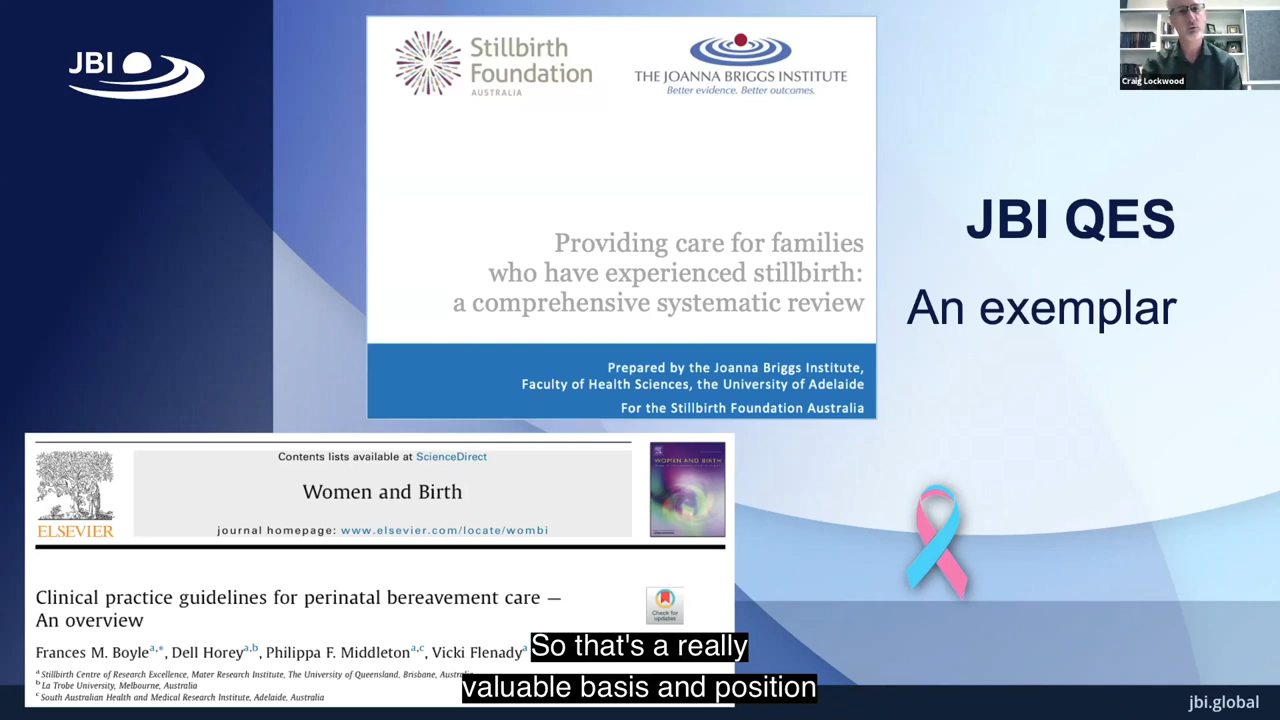 JBI
Stillbirth
Foundation
AUSTRALIA
THE JOANNA BRIGGS INSTITUTE
Better evidence. Better outcomes.
Craig Lockwood
Providing care for families
who have experienced stillbirth:
a comprehensive systematic review
Prepared by the Joanna Briggs Institute,
Faculty of Health Sciences, the University of Adelaide
For the Stillbirth Foundation Australia
JBI QES
An exemplar
Contents lists available at ScienceDirect
Women and Birth
journal homepage: www.elsevier.com/locate/wombi
ELSEVIER
WOMEN AND BIRTH
Clinical practice guidelines for perinatal bereavement care —
An overview
Check for
updates
Frances M. Boyle a,*, Dell Horey a,b, Philippa F. Middleton a,c, Vicki Flenady a
a Stillbirth Centre of Research Excellence, Mater Research Institute, The University of Queensland, Brisbane,
b La Trobe University, Melbourne, Australia
c South Australian Health and Medical Research Institute, Adelaide, Australia
So that's a really
valuable basis and position
jbi.global